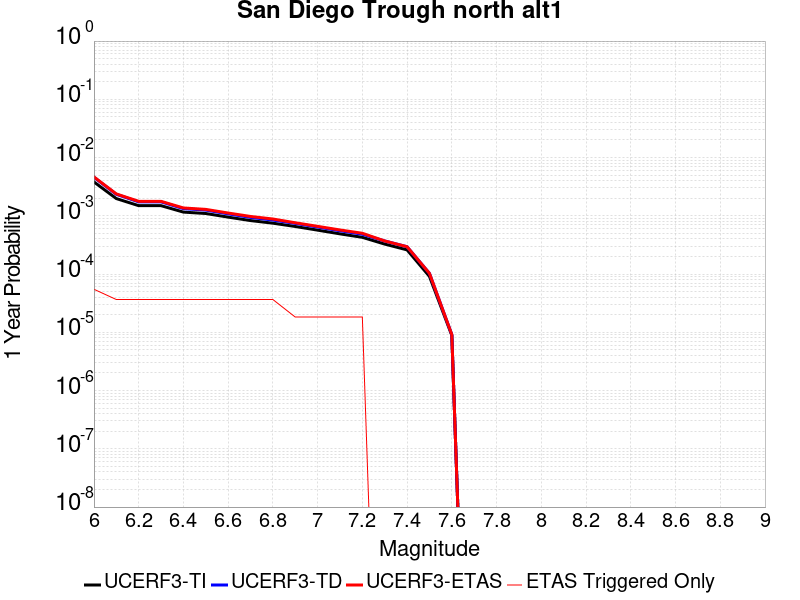 San Diego Trough north alt1
10^0
10^-1
10^-2
10^-3
10^-4
10^-5
10^-6
10^-7
10^-8
1 Year Probability
6 6.2 6.4 6.6 6.8 7 7.2 7.4 7.6 7.8 8 8.2 8.4 8.6 8.8 9
Magnitude
UCERF3-TI UCERF3-TD UCERF3-ETAS ETAS Triggered Only